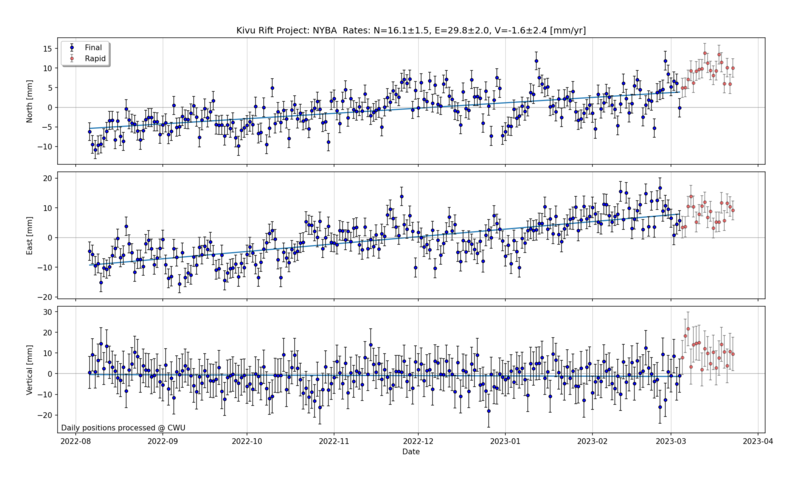 Kivu Rift Project: NYBA Rates: N=16.1±1.5, E=29.8±2.0, V=-1.6±2.4 [mm/yr]
Final
Rapid
15
10
5
0
−5
−10
North [mm]
20
10
0
−10
−20
East [mm]
30
20
10
0
−10
−20
Vertical [mm]
Daily positions processed @ CWU
2022-08 2022-09 2022-10 2022-11 2022-12 2023-01 2023-02 2023-03 2023-04
Date